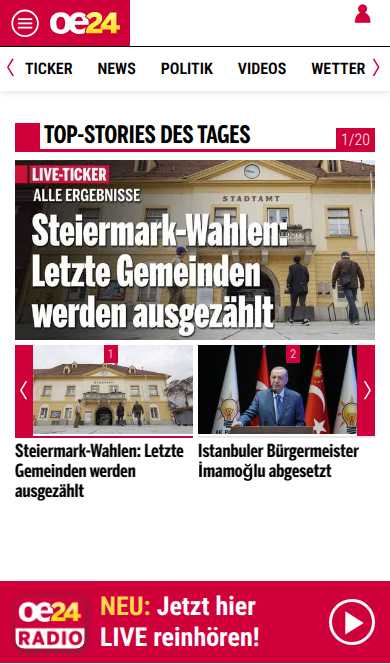 oe24
TICKER NEWS POLITIK VIDEOS WETTER
TOP-STORIES DES TAGES
1/20
LIVE-TICKER
ALLE ERGEBNISSE
STADTAMT
Steiermark-Wahlen:
Letzte Gemeinden
werden ausgezählt
1
2
Steiermark-Wahlen: Letzte
Gemeinden werden
ausgezählt
Istanbuler Bürgermeister
İmamoğlu abgesetzt
oe24
RADIO
NEU: Jetzt hier
LIVE reinhören!